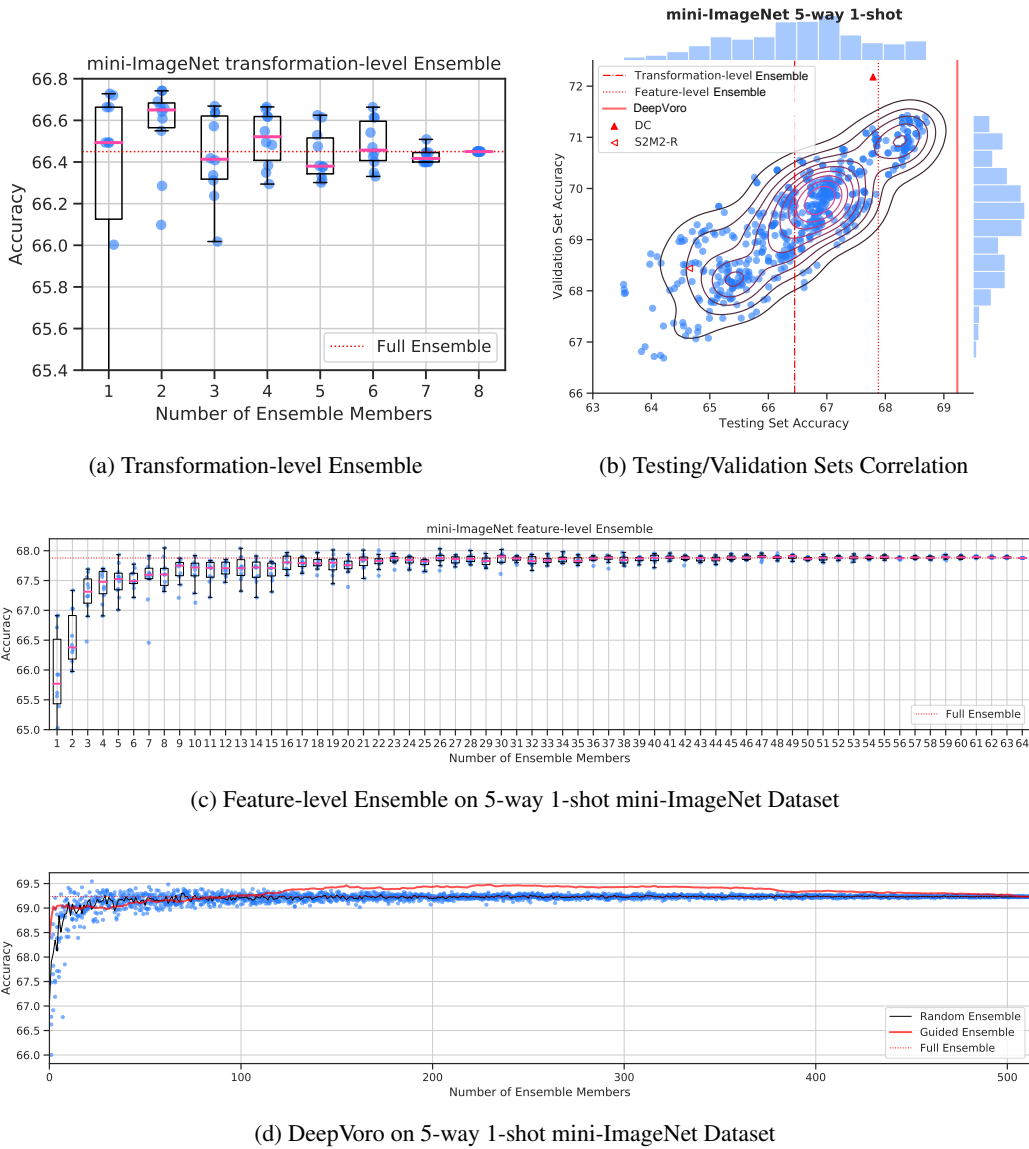 mini-ImageNet transformation-level Ensemble
66.8
66.6
66.4
66.2
66.0
65.8
65.6
65.4
Accuracy
Full Ensemble
1 2 3 4 5 6 7 8
Number of Ensemble Members
(a) Transformation-level Ensemble
mini-ImageNet 5-way 1-shot
Transformation-level Ensemble
Feature-level Ensemble
DeepVoro
DC
S2M2-R
72
71
70
69
68
67
66
Validation Set Accuracy
63 64 65 66 67 68 69
Testing Set Accuracy
(b) Testing/Validation Sets Correlation
mini-ImageNet feature-level Ensemble
68.0
67.5
67.0
66.5
66.0
65.5
65.0
Accuracy
Full Ensemble
1 2 3 4 5 6 7 8 9 10 11 12 13 14 15 16 17 18 19 20 21 22 23 24 25 26 27 28 29 30 31 32 33 34 35 36 37 38 39 40 41 42 43 44 45 46 47 48 49 50 51 52 53 54 55 56 57 58 59 60 61 62 63 64
Number of Ensemble Members
(c) Feature-level Ensemble on 5-way 1-shot mini-ImageNet Dataset
69.5
69.0
68.5
68.0
67.5
67.0
66.5
66.0
Accuracy
Random Ensemble
Guided Ensemble
Full Ensemble
0 100 200 300 400 500
Number of Ensemble Members
(d) DeepVoro on 5-way 1-shot mini-ImageNet Dataset